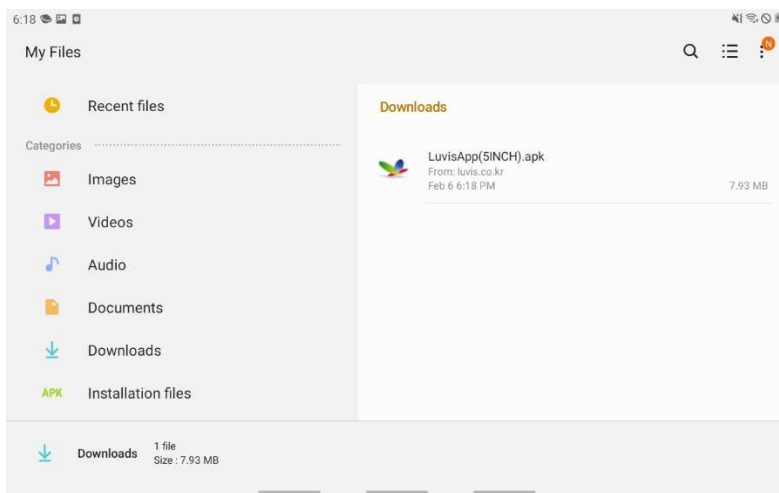 6:18
My Files
N
Recent files
Categories
Images
Videos
Audio
Documents
Downloads
APK Installation files
Downloads
LuvisApp(5INCH).apk
From: luvis.co.kr
Feb 6 6:18 PM 7.93 MB
Downloads
1 file
Size : 7.93 MB